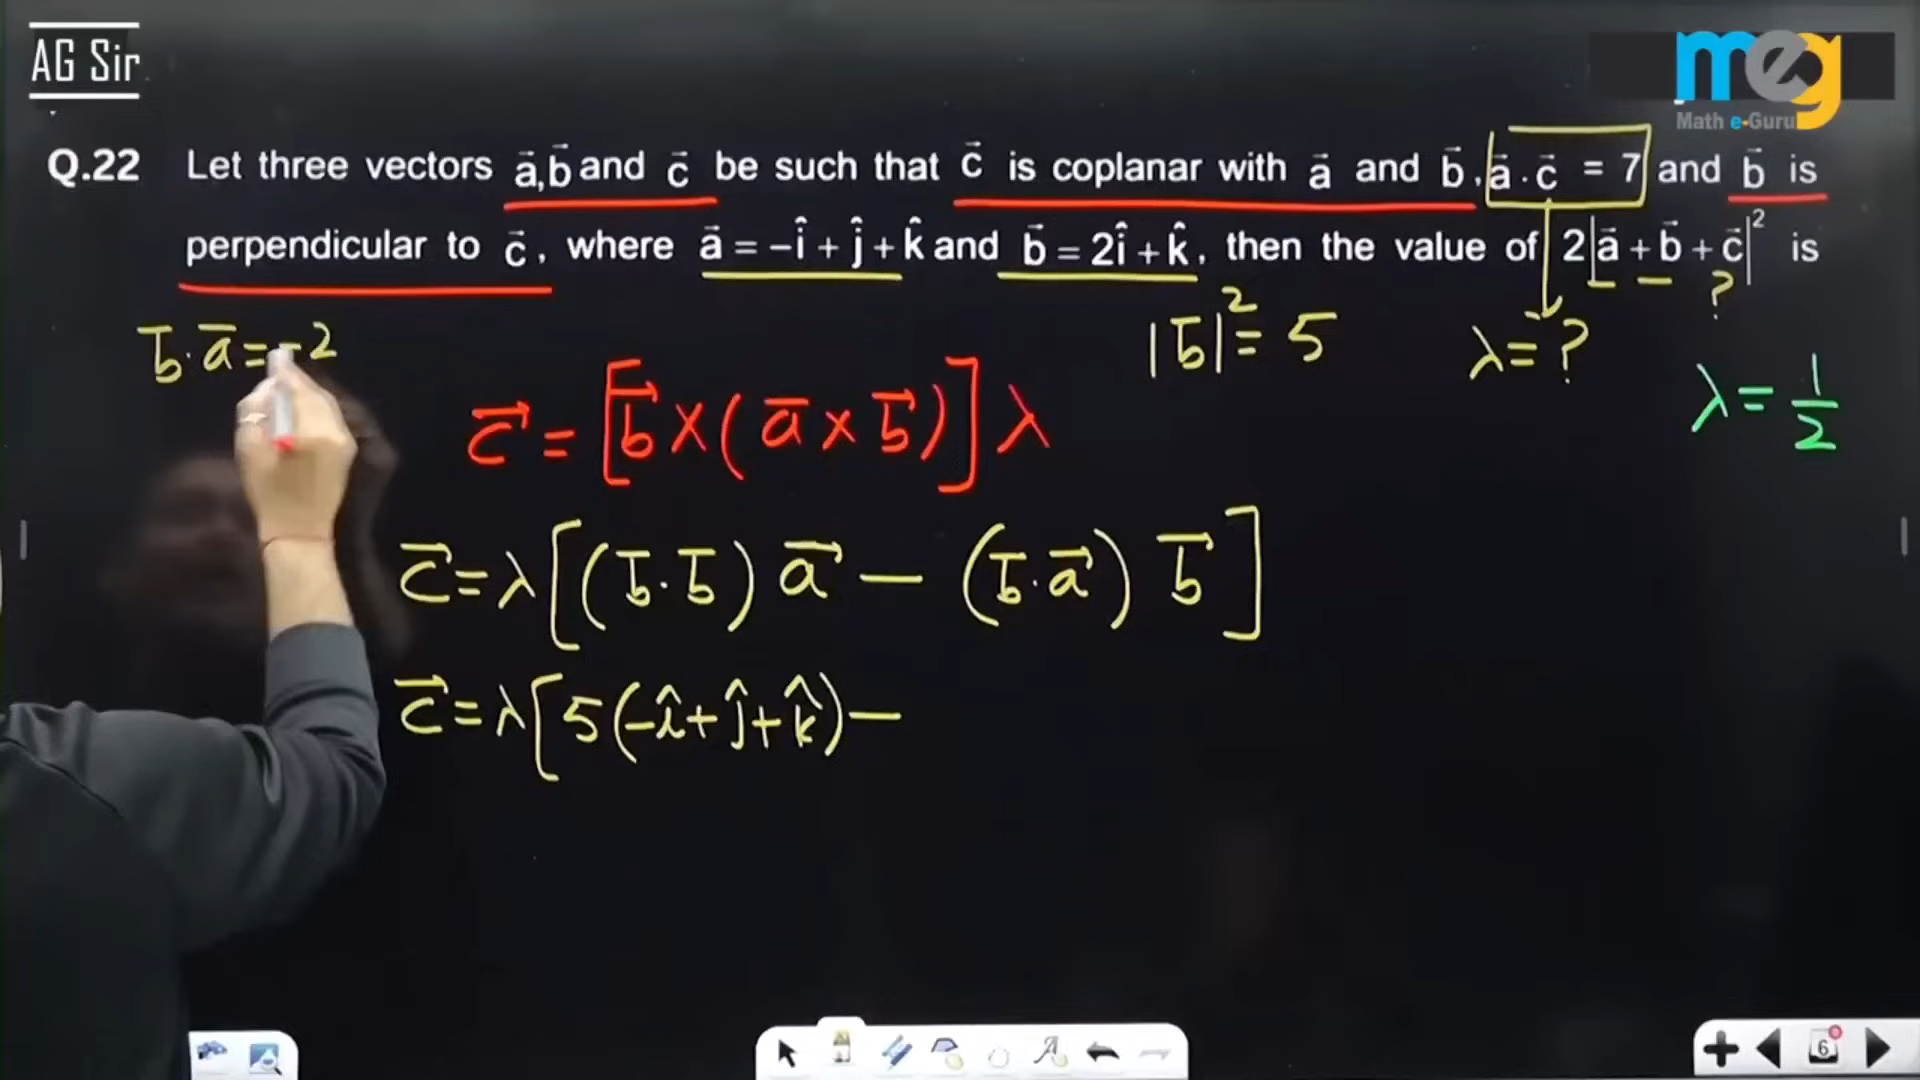 AG Sir
meg
Math e-Guru
Q.22 Let three vectors a⃗, b⃗ and c⃗ be such that c⃗ is coplanar with a⃗ and b⃗, a⃗ · c⃗ = 7 and b⃗ is
perpendicular to c⃗, where a⃗ = -î + ĵ + k̂ and b⃗ = 2î + k̂, then the value of 2|a⃗ + b⃗ + c⃗|² is
?
b̅·a̅ = -2
|b̅|² = 5
λ = ?
λ = 1/2
c⃗ = [b⃗ × (a̅ × b̅)] λ
c⃗ = λ[(b̅·b̅) a⃗ − (b̅·a⃗) b⃗]
c⃗ = λ[5(-î + ĵ + k̂) −
6